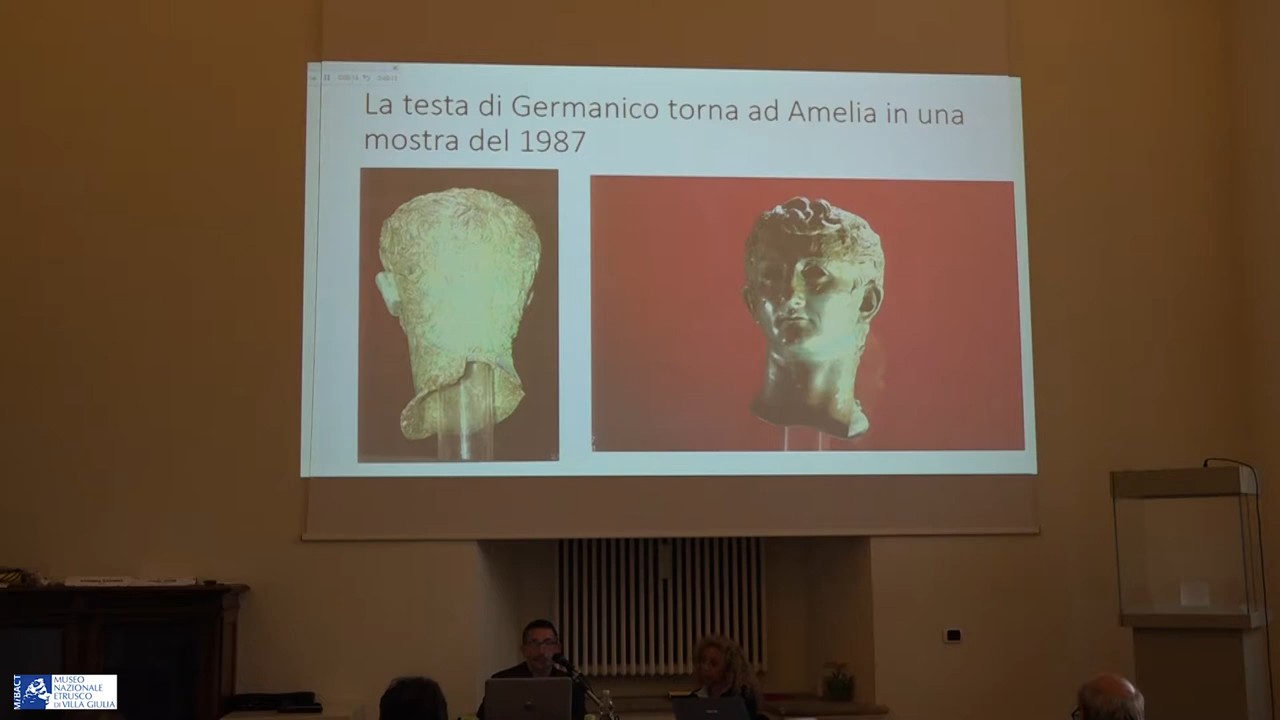 La testa di Germanico torna ad Amelia in una
mostra del 1987
MiBACT
MUSEO
NAZIONALE
ETRUSCO
DI VILLA GIULIA